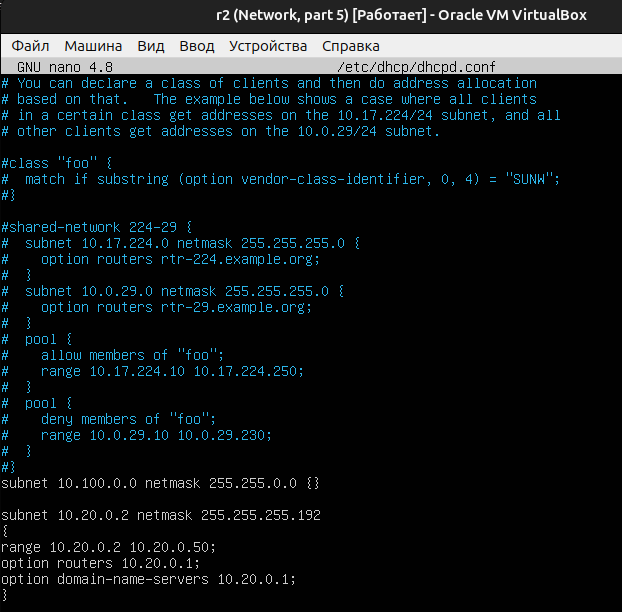 r2 (Network, part 5) [Работает] - Oracle VM VirtualBox
Файл Машина Вид Ввод Устройства Справка
GNU nano 4.8 /etc/dhcp/dhcpd.conf
# You can declare a class of clients and then do address allocation
# based on that.   The example below shows a case where all clients
# in a certain class get addresses on the 10.17.224/24 subnet, and all
# other clients get addresses on the 10.0.29/24 subnet.

#class "foo" {
#  match if substring (option vendor-class-identifier, 0, 4) = "SUNW";
#}

#shared-network 224-29 {
#  subnet 10.17.224.0 netmask 255.255.255.0 {
#    option routers rtr-224.example.org;
#  }
#  subnet 10.0.29.0 netmask 255.255.255.0 {
#    option routers rtr-29.example.org;
#  }
#  pool {
#    allow members of "foo";
#    range 10.17.224.10 10.17.224.250;
#  }
#  pool {
#    deny members of "foo";
#    range 10.0.29.10 10.0.29.230;
#  }
#}
subnet 10.100.0.0 netmask 255.255.0.0 {}

subnet 10.20.0.2 netmask 255.255.255.192
{
range 10.20.0.2 10.20.0.50;
option routers 10.20.0.1;
option domain-name-servers 10.20.0.1;
}